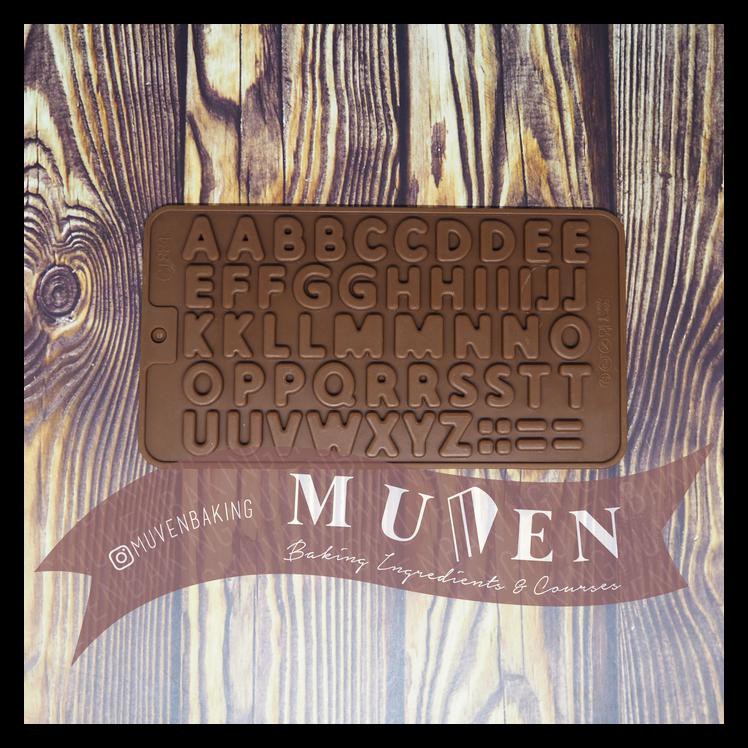 AABBCCDDEE
EFFGGHHIIIJJ
KKLLMMNNO
OPPQRRSSTT
UUVWXYZ::==
MUVEN
MUVENBAKING
Baking Ingredients & Courses